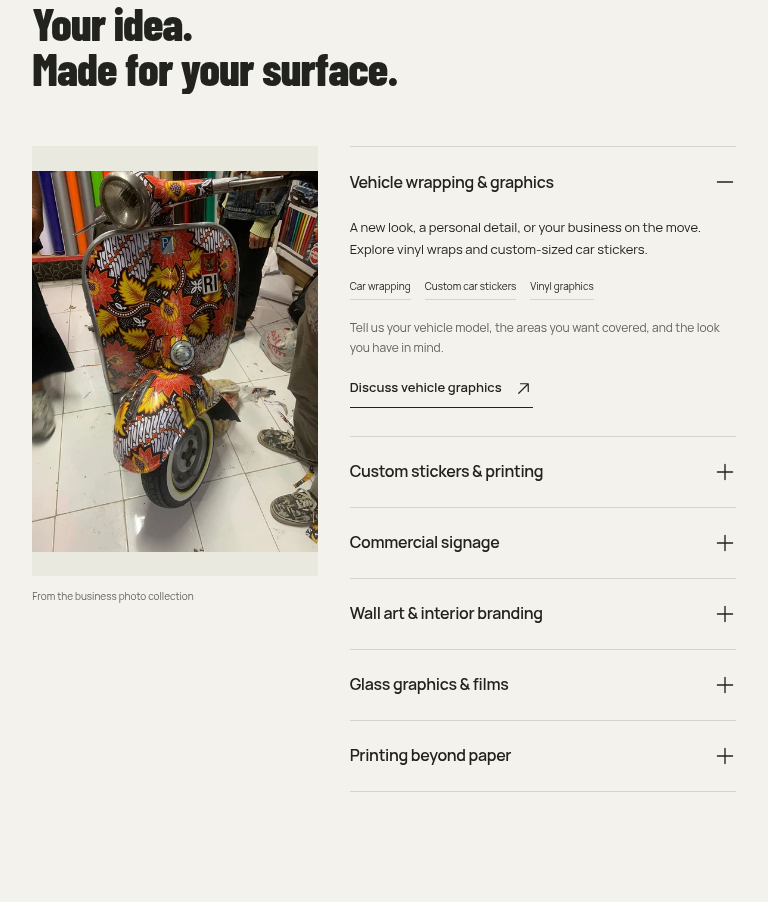 Your idea.
Made for your surface.
RI
From the business photo collection
Vehicle wrapping & graphics
A new look, a personal detail, or your business on the move.
Explore vinyl wraps and custom-sized car stickers.
Car wrapping Custom car stickers Vinyl graphics
Tell us your vehicle model, the areas you want covered, and the look
you have in mind.
Discuss vehicle graphics
Custom stickers & printing
Commercial signage
Wall art & interior branding
Glass graphics & films
Printing beyond paper